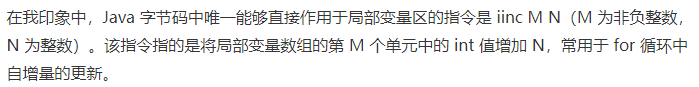 在我印象中，Java 字节码中唯一能够直接作用于局部变量区的指令是 iinc M N（M 为非负整数，
N 为整数）。该指令指的是将局部变量数组的第 M 个单元中的 int 值增加 N，常用于 for 循环中
自增量的更新。